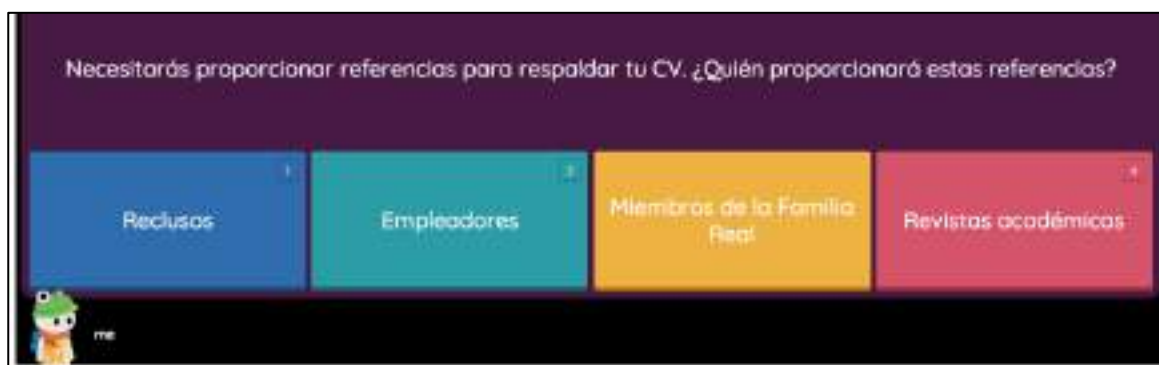 Necesitarás proporcionar referencias para respaldar tu CV. ¿Quién proporcionará estas referencias?
1
Reclusos
2
Empleadores
Miembros de la Familia
Real
4
Revistas académicas
me